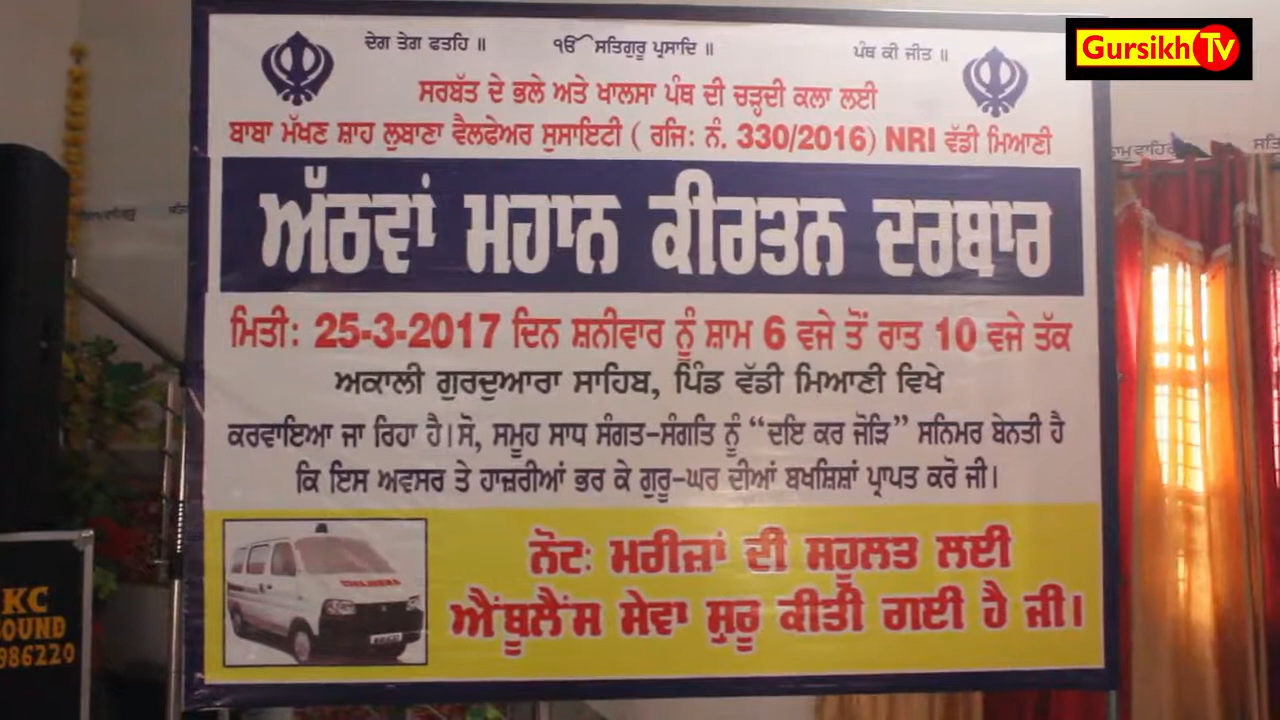 Gursikh Tv
ਦੇਗ ਤੇਗ ਫਤਹਿ ॥ ੴ ਸਤਿਗੁਰੂ ਪ੍ਰਸਾਦਿ ॥ ਪੰਥ ਕੀ ਜੀਤ ॥
ਸਰਬੱਤ ਦੇ ਭਲੇ ਅਤੇ ਖਾਲਸਾ ਪੰਥ ਦੀ ਚੜ੍ਹਦੀ ਕਲਾ ਲਈ
ਬਾਬਾ ਮੱਖਣ ਸ਼ਾਹ ਲੁਬਾਣਾ ਵੈਲਫੇਅਰ ਸੁਸਾਇਟੀ ( ਰਜਿ: ਨੰ. 330/2016) NRI ਵੱਡੀ ਮਿਆਣੀ
ਅੱਠਵਾਂ ਮਹਾਨ ਕੀਰਤਨ ਦਰਬਾਰ
ਮਿਤੀ: 25-3-2017 ਦਿਨ ਸ਼ਨੀਵਾਰ ਨੂੰ ਸ਼ਾਮ 6 ਵਜੇ ਤੋਂ ਰਾਤ 10 ਵਜੇ ਤੱਕ
ਅਕਾਲੀ ਗੁਰਦੁਆਰਾ ਸਾਹਿਬ, ਪਿੰਡ ਵੱਡੀ ਮਿਆਣੀ ਵਿਖੇ
ਕਰਵਾਇਆ ਜਾ ਰਿਹਾ ਹੈ।ਸੋ, ਸਮੂਹ ਸਾਧ ਸੰਗਤ-ਸੰਗਤਿ ਨੂੰ “ਦਇ ਕਰ ਜੋੜਿ” ਸਨਿਮਰ ਬੇਨਤੀ ਹੈ
ਕਿ ਇਸ ਅਵਸਰ ਤੇ ਹਾਜ਼ਰੀਆਂ ਭਰ ਕੇ ਗੁਰੂ-ਘਰ ਦੀਆਂ ਬਖਸ਼ਿਸ਼ਾਂ ਪ੍ਰਾਪਤ ਕਰੋ ਜੀ।
ਨੋਟ: ਮਰੀਜ਼ਾਂ ਦੀ ਸਹੂਲਤ ਲਈ
ਐਂਬੂਲੈਂਸ ਸੇਵਾ ਸ਼ੁਰੂ ਕੀਤੀ ਗਈ ਹੈ ਜੀ।
KC
OUND
986220